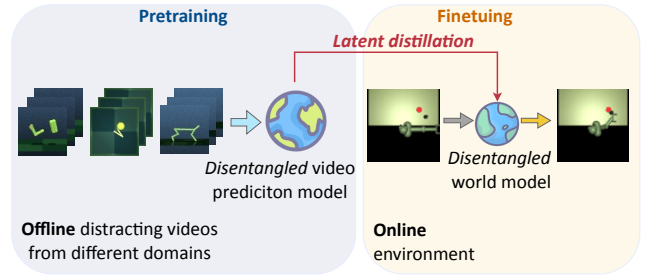 Pretraining
Finetuing
Latent distillation
Disentangled video
prediciton model
Disentangled
world model
Offline distracting videos
from different domains
Online
environment